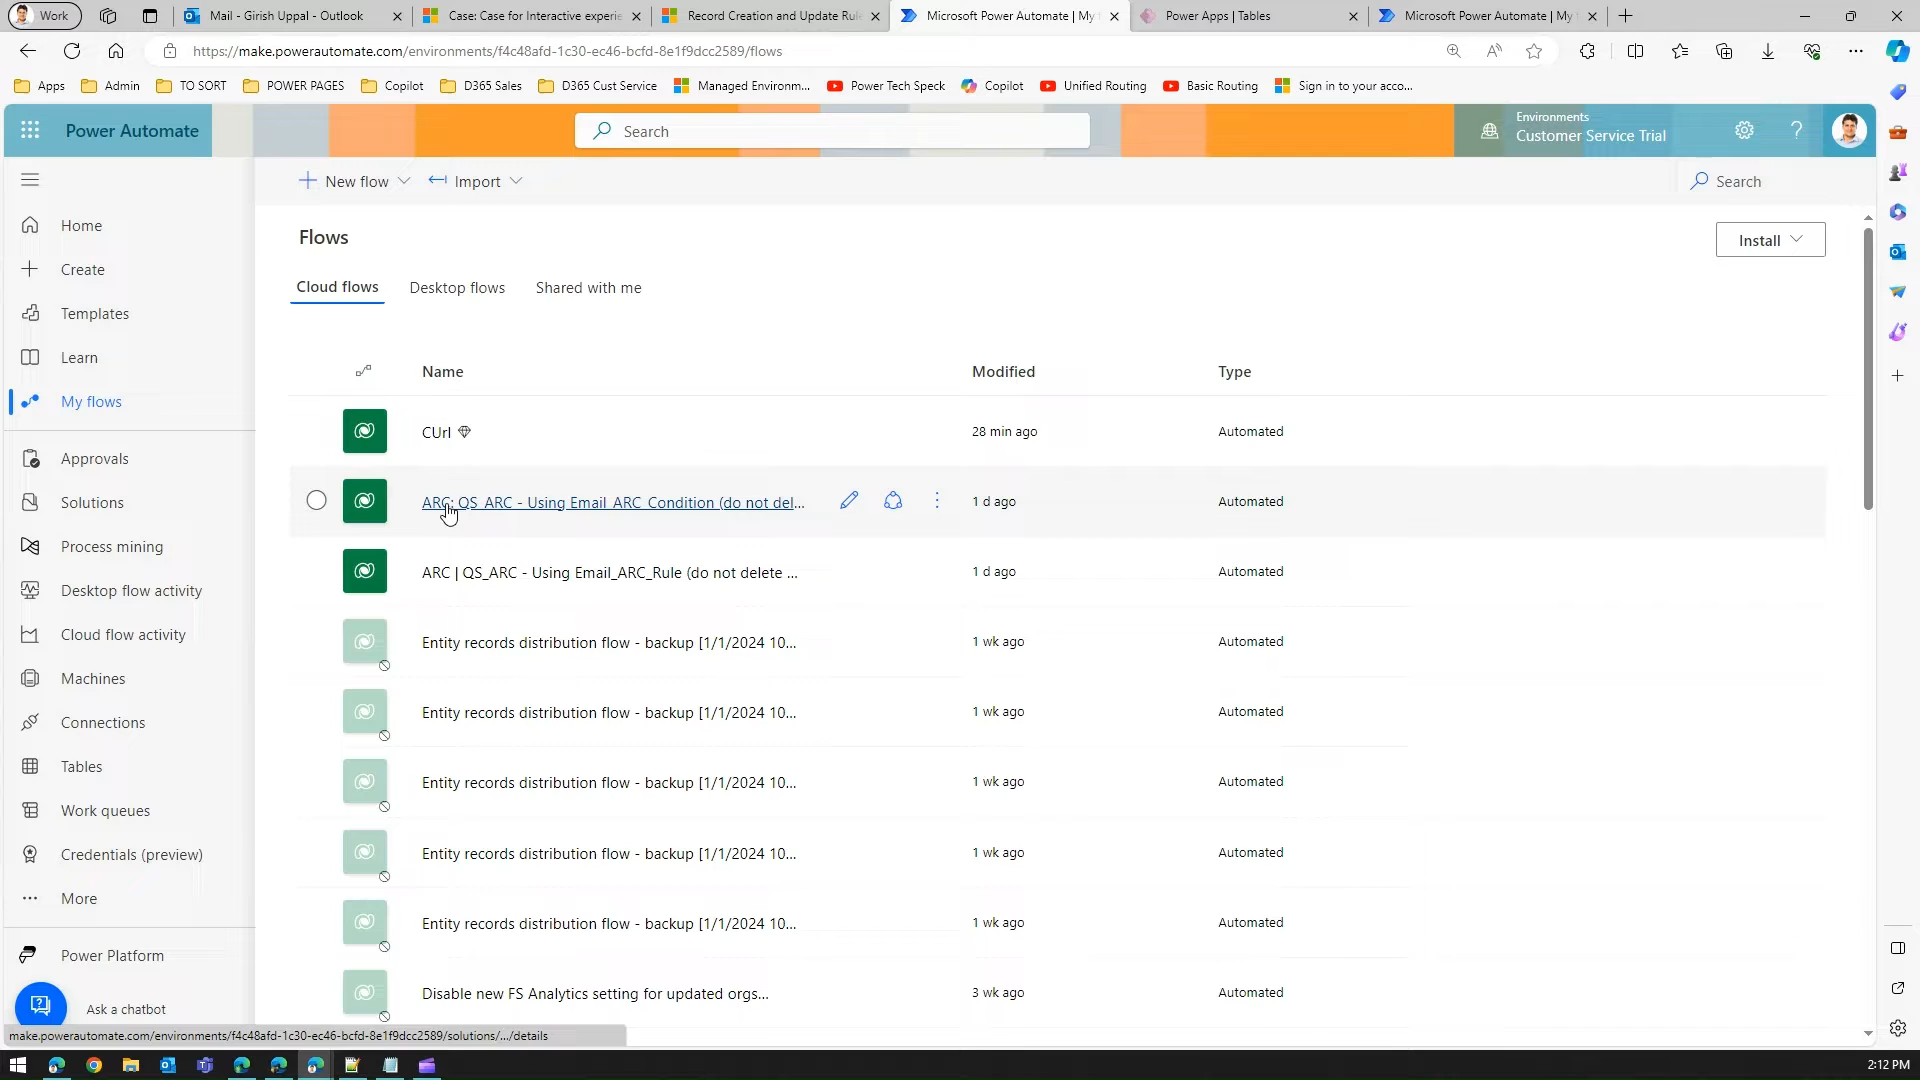 Work
Mail - Girish Uppal - Outlook
Case: Case for Interactive experie
Record Creation and Update Rul
Microsoft Power Automate | My
Power Apps | Tables
Microsoft Power Automate | My
https://make.powerautomate.com/environments/f4c48afd-1c30-ec46-bcfd-8e1f9dcc2589/flows
Apps
Admin
TO SORT
POWER PAGES
Copilot
D365 Sales
D365 Cust Service
Managed Environm...
Power Tech Speck
Copilot
Unified Routing
Basic Routing
Sign in to your acco...
Power Automate
Search
Environments
Customer Service Trial
New flow
Import
Search
Home
Create
Templates
Learn
My flows
Approvals
Solutions
Process mining
Desktop flow activity
Cloud flow activity
Machines
Connections
Tables
Work queues
Credentials (preview)
More
Power Platform
Ask a chatbot
Flows
Install
Cloud flows
Desktop flows
Shared with me
Name Modified Type
CUrl 28 min ago Automated
ARC: QS_ARC - Using Email_ARC_Condition (do not del... 1 d ago Automated
ARC | QS_ARC - Using Email_ARC_Rule (do not delete ... 1 d ago Automated
Entity records distribution flow - backup [1/1/2024 10... 1 wk ago Automated
Entity records distribution flow - backup [1/1/2024 10... 1 wk ago Automated
Entity records distribution flow - backup [1/1/2024 10... 1 wk ago Automated
Entity records distribution flow - backup [1/1/2024 10... 1 wk ago Automated
Entity records distribution flow - backup [1/1/2024 10... 1 wk ago Automated
Disable new FS Analytics setting for updated orgs... 3 wk ago Automated
make.powerautomate.com/environments/f4c48afd-1c30-ec46-bcfd-8e1f9dcc2589/solutions/.../details
2:12 PM